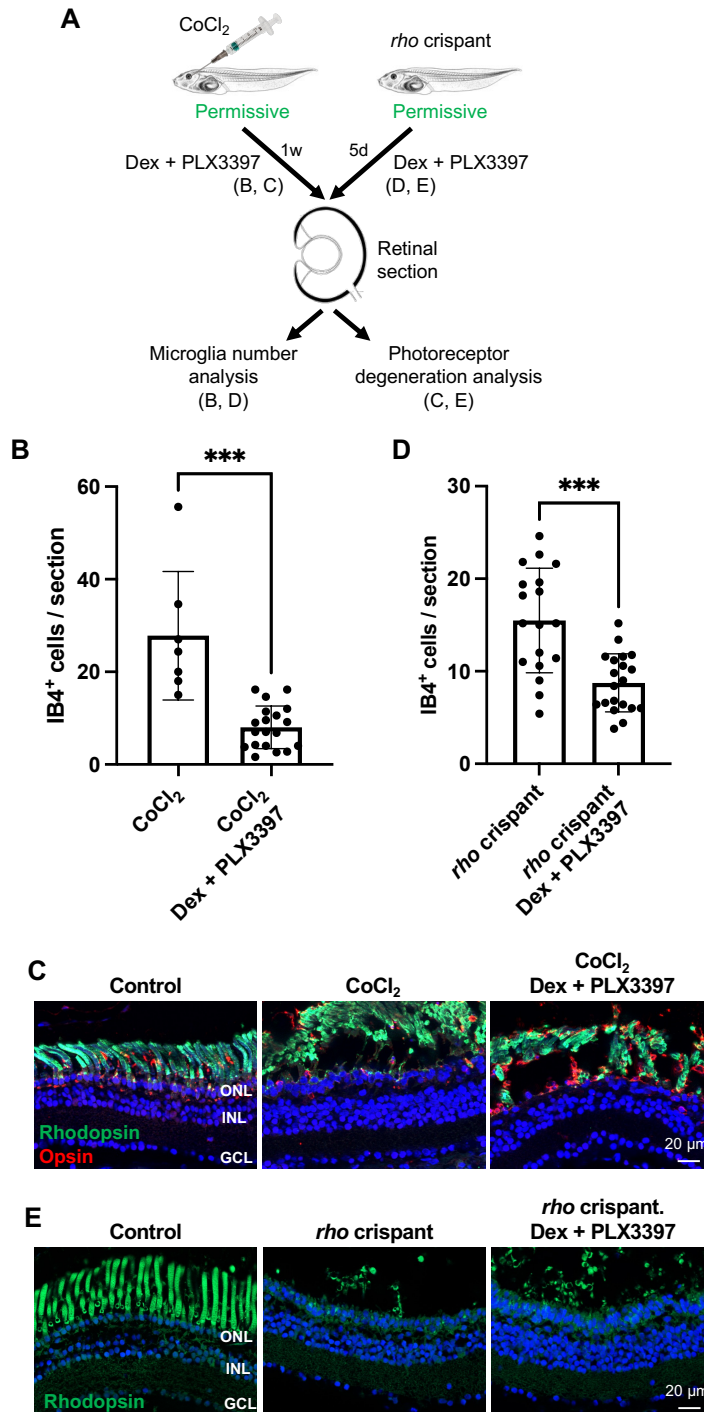 A
CoCl₂
rho crispant
Permissive
Permissive
1w
5d
Dex + PLX3397
(B, C)
Dex + PLX3397
(D, E)
Retinal
section
Microglia number
analysis
(B, D)
Photoreceptor
degeneration analysis
(C, E)
B
***
60
40
20
0
IB4⁺ cells / section
CoCl₂
CoCl₂
Dex + PLX3397
D
***
30
20
10
0
IB4⁺ cells / section
rho crispant
rho crispant
Dex + PLX3397
C
Control
CoCl₂
CoCl₂
Dex + PLX3397
ONL
INL
GCL
Rhodopsin
Opsin
20 µm
E
Control
rho crispant
rho crispant.
Dex + PLX3397
ONL
INL
GCL
Rhodopsin
20 µm